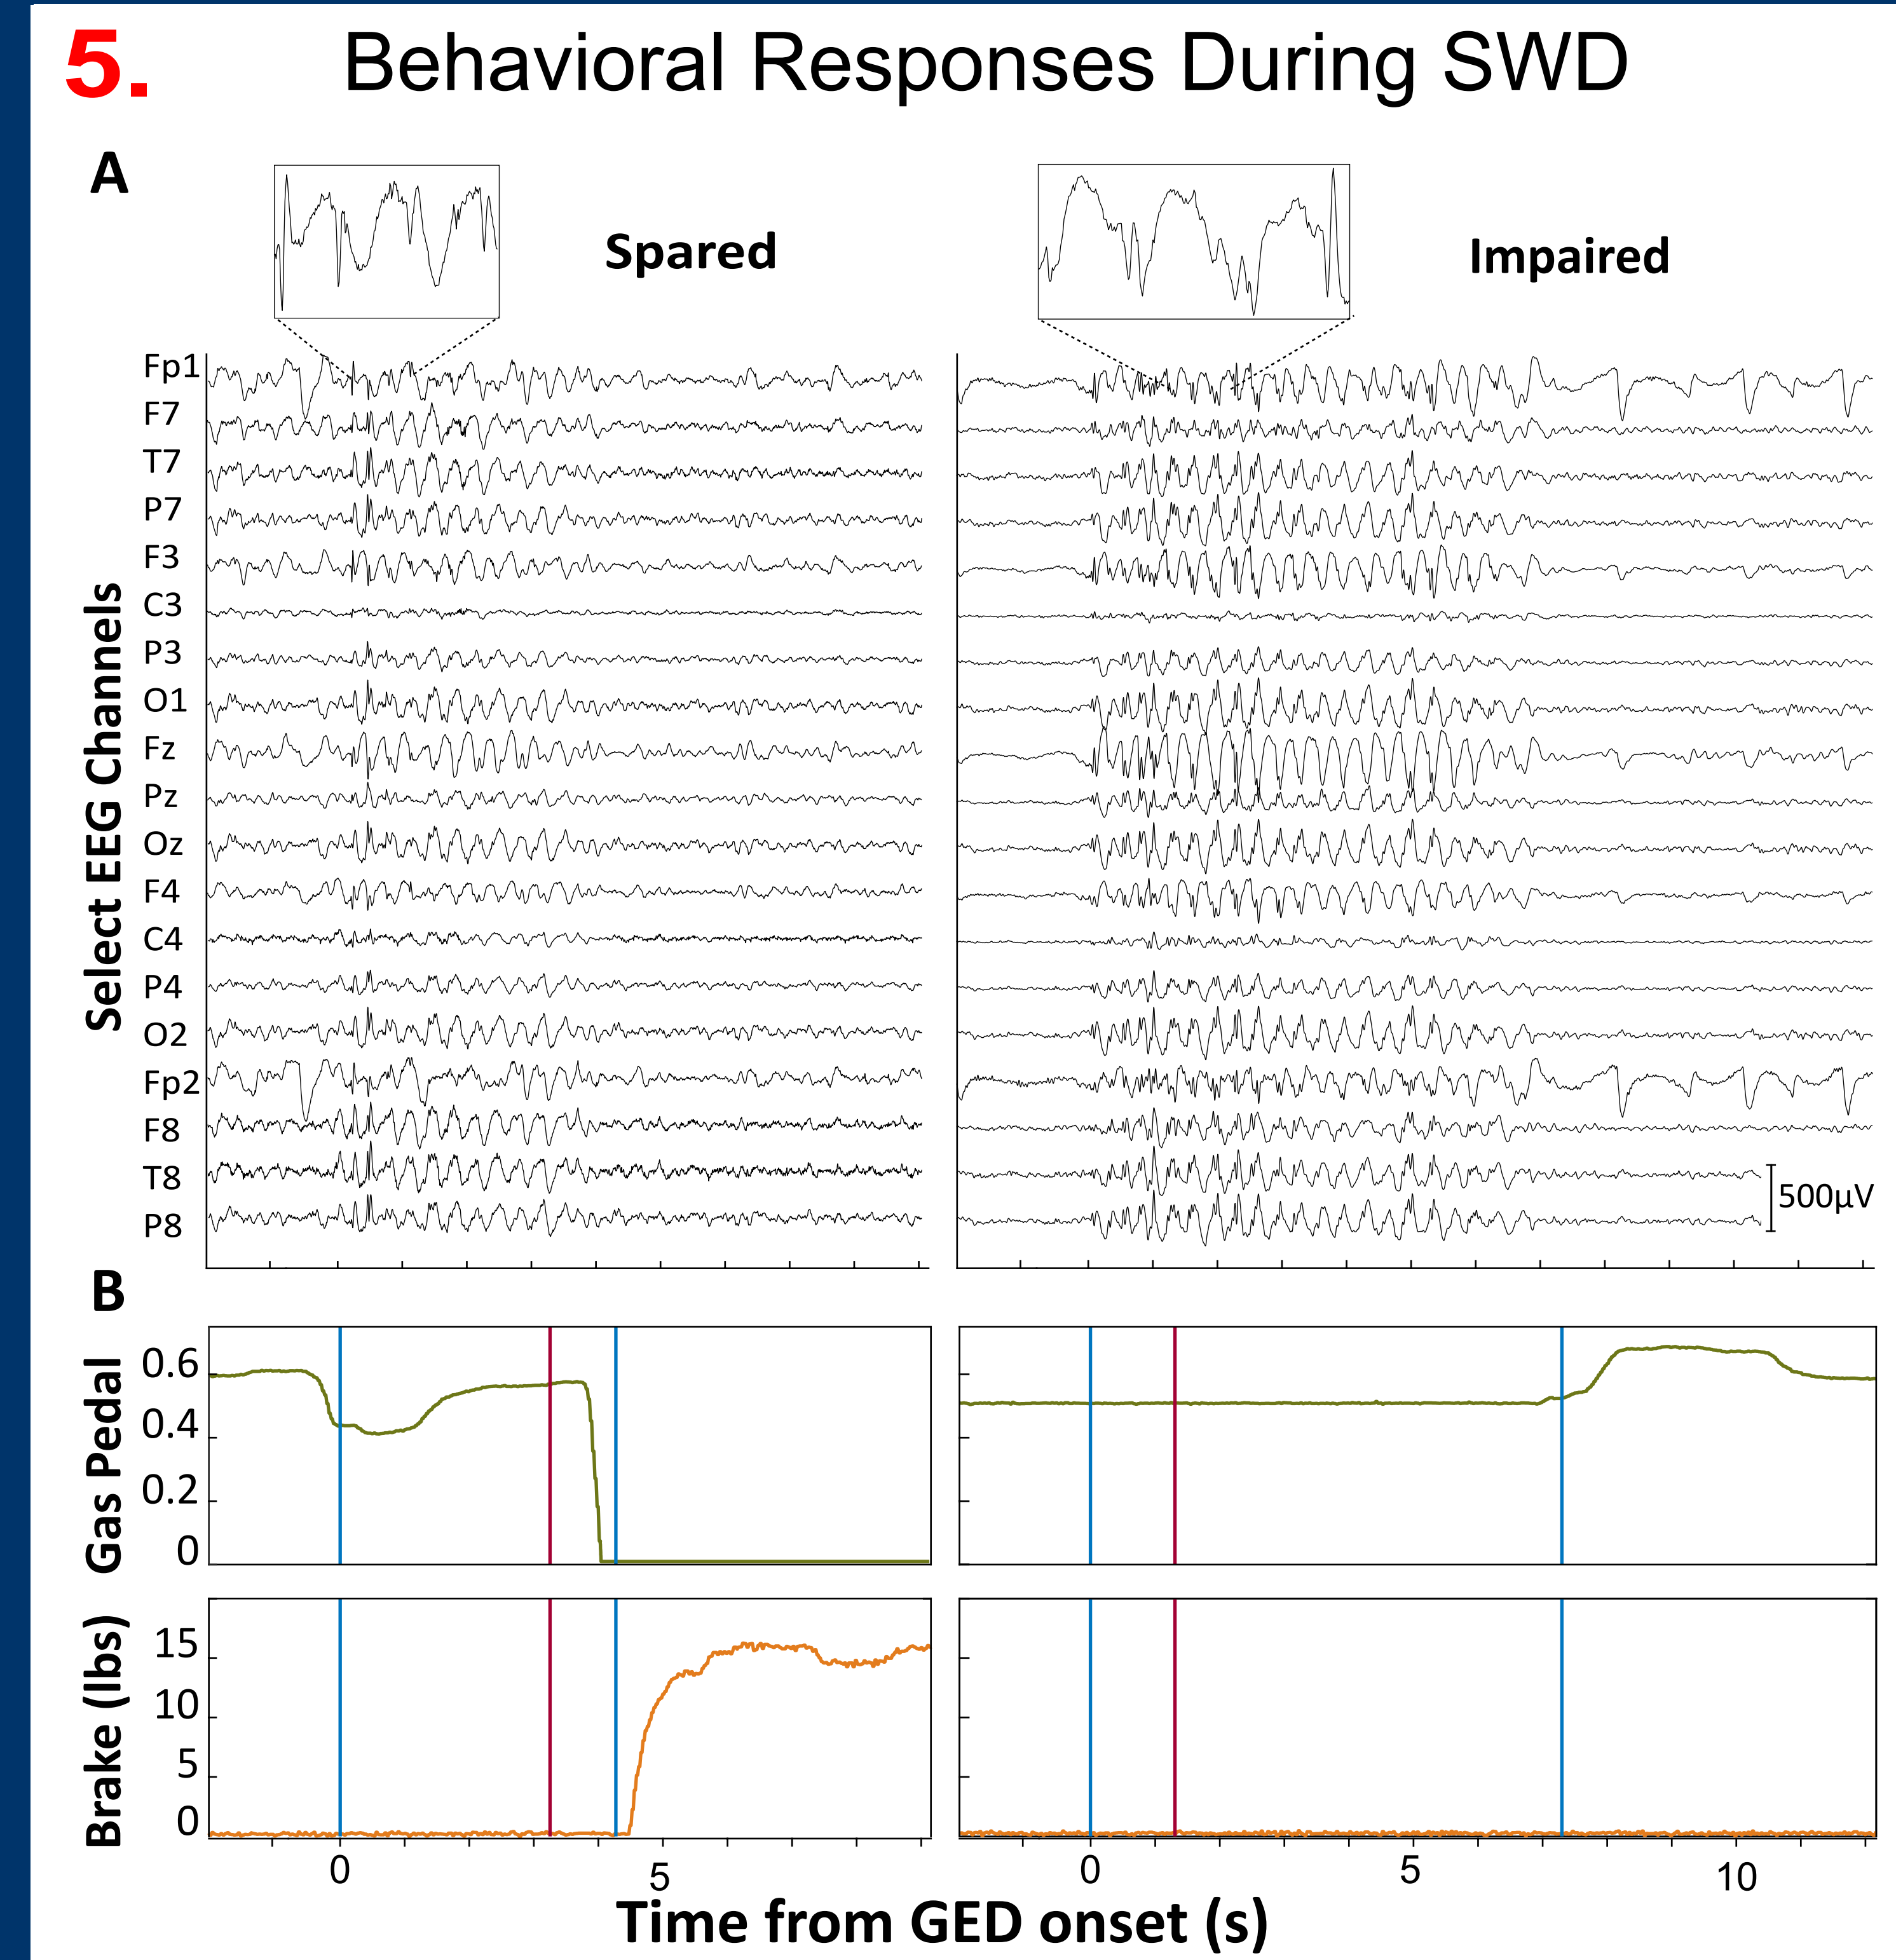 5. Behavioral Responses During SWD
A
Spared
Impaired
Select EEG Channels
Fp1
F7
T7
P7
F3
C3
P3
O1
Fz
Pz
Oz
F4
C4
P4
O2
Fp2
F8
T8
P8
500μV
B
Gas Pedal
0.6
0.4
0.2
0
Brake (lbs)
15
10
5
0
0 5 0 5 10
Time from GED onset (s)